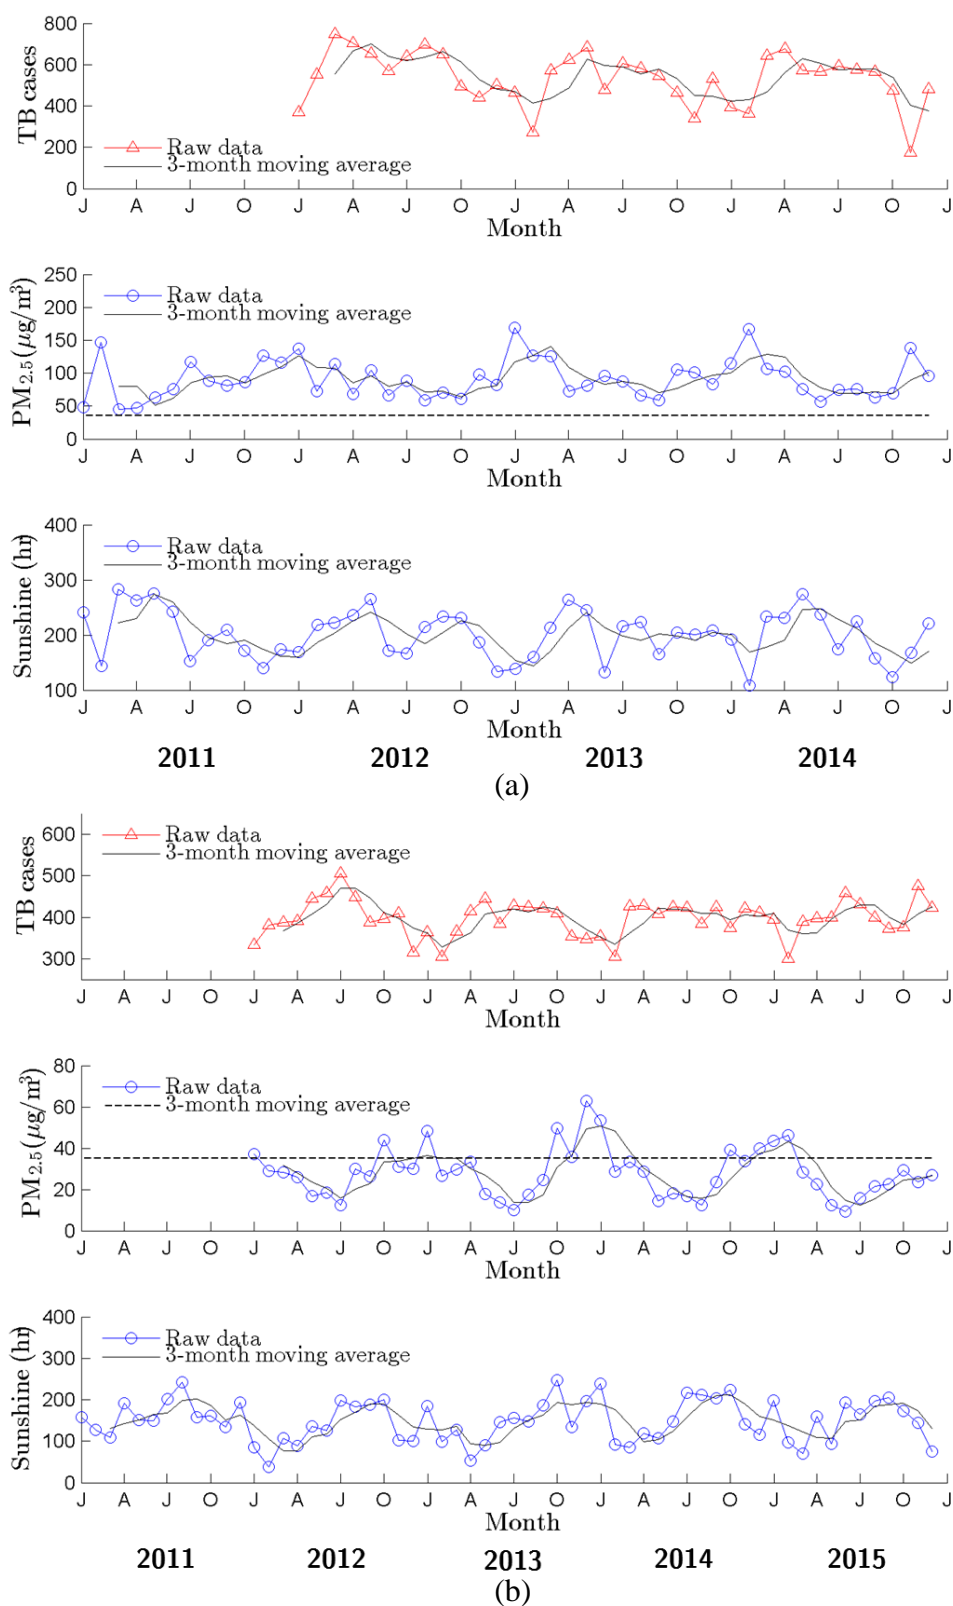 800
600
400
200
0
TB cases
Raw data
3-month moving average
J A J O J A J O J A J O J A J O J
Month
250
200
150
100
50
0
PM2.5(μg/m³)
Raw data
3-month moving average
J A J O J A J O J A J O J A J O J
Month
400
300
200
100
Sunshine (hr)
Raw data
3-month moving average
J A J O J A J O J A J O J A J O J
Month
2011 2012 2013 2014
(a)
600
500
400
300
TB cases
Raw data
3-month moving average
J A J O J A J O J A J O J A J O J A J O J
Month
80
60
40
20
0
PM2.5(μg/m³)
Raw data
3-month moving average
J A J O J A J O J A J O J A J O J A J O J
Month
400
300
200
100
0
Sunshine (hr)
Raw data
3-month moving average
J A J O J A J O J A J O J A J O J A J O J
Month
2011 2012 2013 2014 2015
(b)